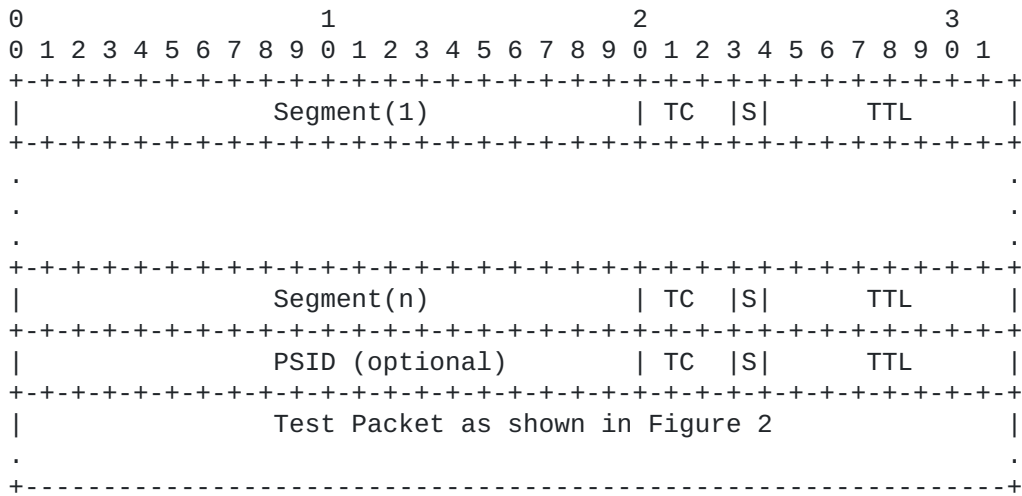 0                   1                   2                   3
0 1 2 3 4 5 6 7 8 9 0 1 2 3 4 5 6 7 8 9 0 1 2 3 4 5 6 7 8 9 0 1
+-+-+-+-+-+-+-+-+-+-+-+-+-+-+-+-+-+-+-+-+-+-+-+-+-+-+-+-+-+-+-+-+
|                Segment(1)             | TC  |S|      TTL      |
+-+-+-+-+-+-+-+-+-+-+-+-+-+-+-+-+-+-+-+-+-+-+-+-+-+-+-+-+-+-+-+-+
.                                                               .
.                                                               .
.                                                               .
+-+-+-+-+-+-+-+-+-+-+-+-+-+-+-+-+-+-+-+-+-+-+-+-+-+-+-+-+-+-+-+-+
|                Segment(n)             | TC  |S|      TTL      |
+-+-+-+-+-+-+-+-+-+-+-+-+-+-+-+-+-+-+-+-+-+-+-+-+-+-+-+-+-+-+-+-+
|                PSID (optional)        | TC  |S|      TTL      |
+-+-+-+-+-+-+-+-+-+-+-+-+-+-+-+-+-+-+-+-+-+-+-+-+-+-+-+-+-+-+-+-+
|                Test Packet as shown in Figure 2               |
.                                                               .
+---------------------------------------------------------------+